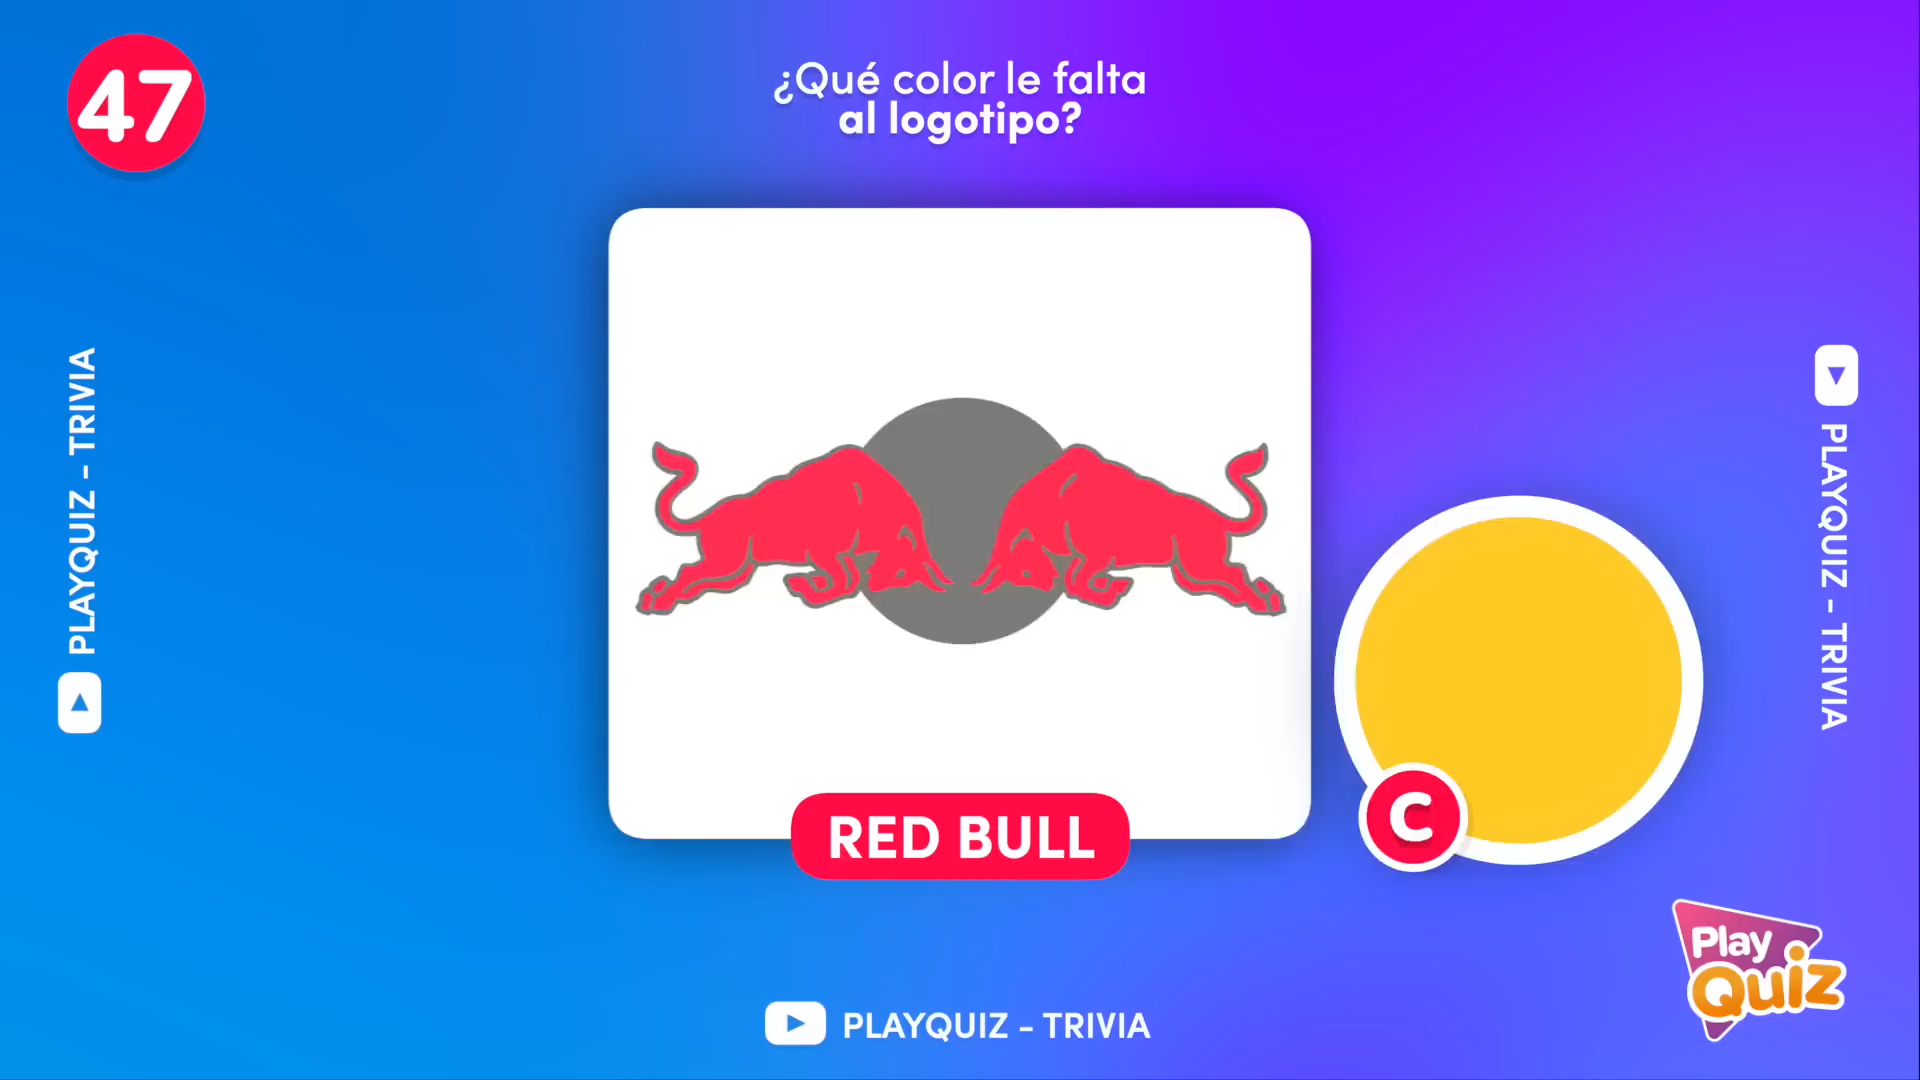 47
¿Qué color le falta
al logotipo?
PLAYQUIZ - TRIVIA
PLAYQUIZ - TRIVIA
C
RED BULL
Play
Quiz
PLAYQUIZ - TRIVIA